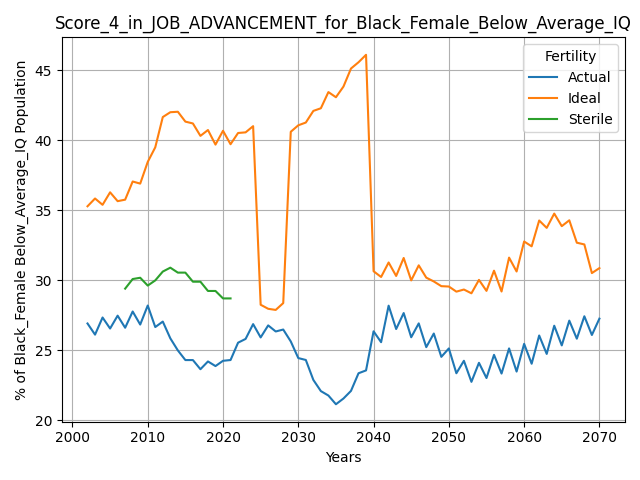 Score_4_in_JOB_ADVANCEMENT_for_Black_Female_Below_Average_IQ
% of Black_Female Below_Average_IQ Population
45
40
35
30
25
20
Fertility
Actual
Ideal
Sterile
2000 2010 2020 2030 2040 2050 2060 2070
Years